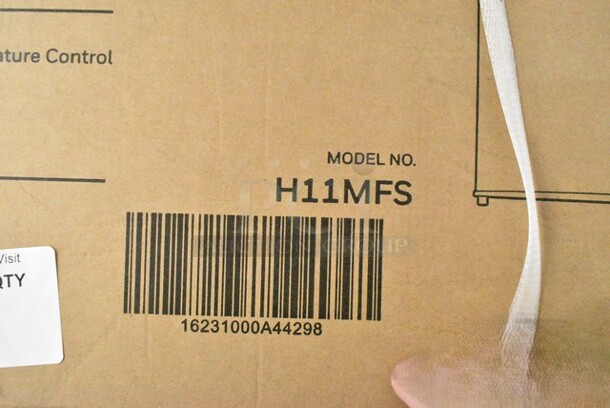 ature Control
MODEL NO.
H11MFS
16231000A44298
Visit
QTY